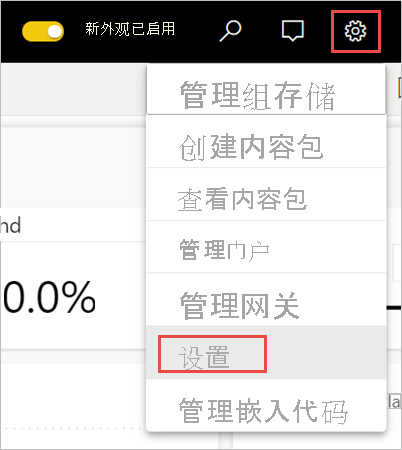 新外观已启用
管理组存储
创建内容包
查看内容包
hd
管理门户
0.0%
管理网关
设置
管理嵌入代码
la